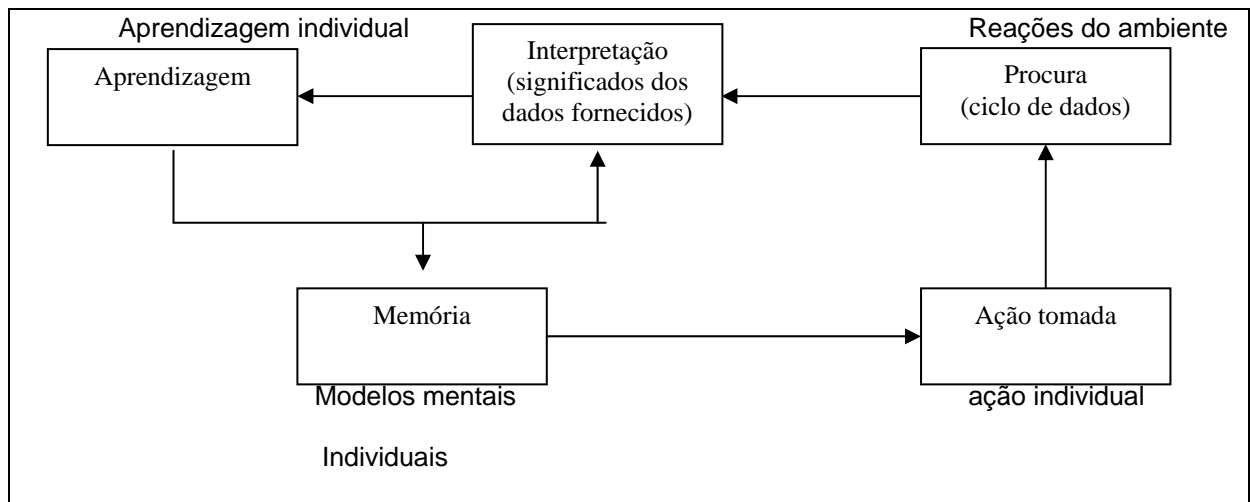 Aprendizagem individual
Reações do ambiente
Aprendizagem
Interpretação
(significados dos
dados fornecidos)
Procura
(ciclo de dados)
Memória
Ação tomada
Modelos mentais
Individuais
ação individual